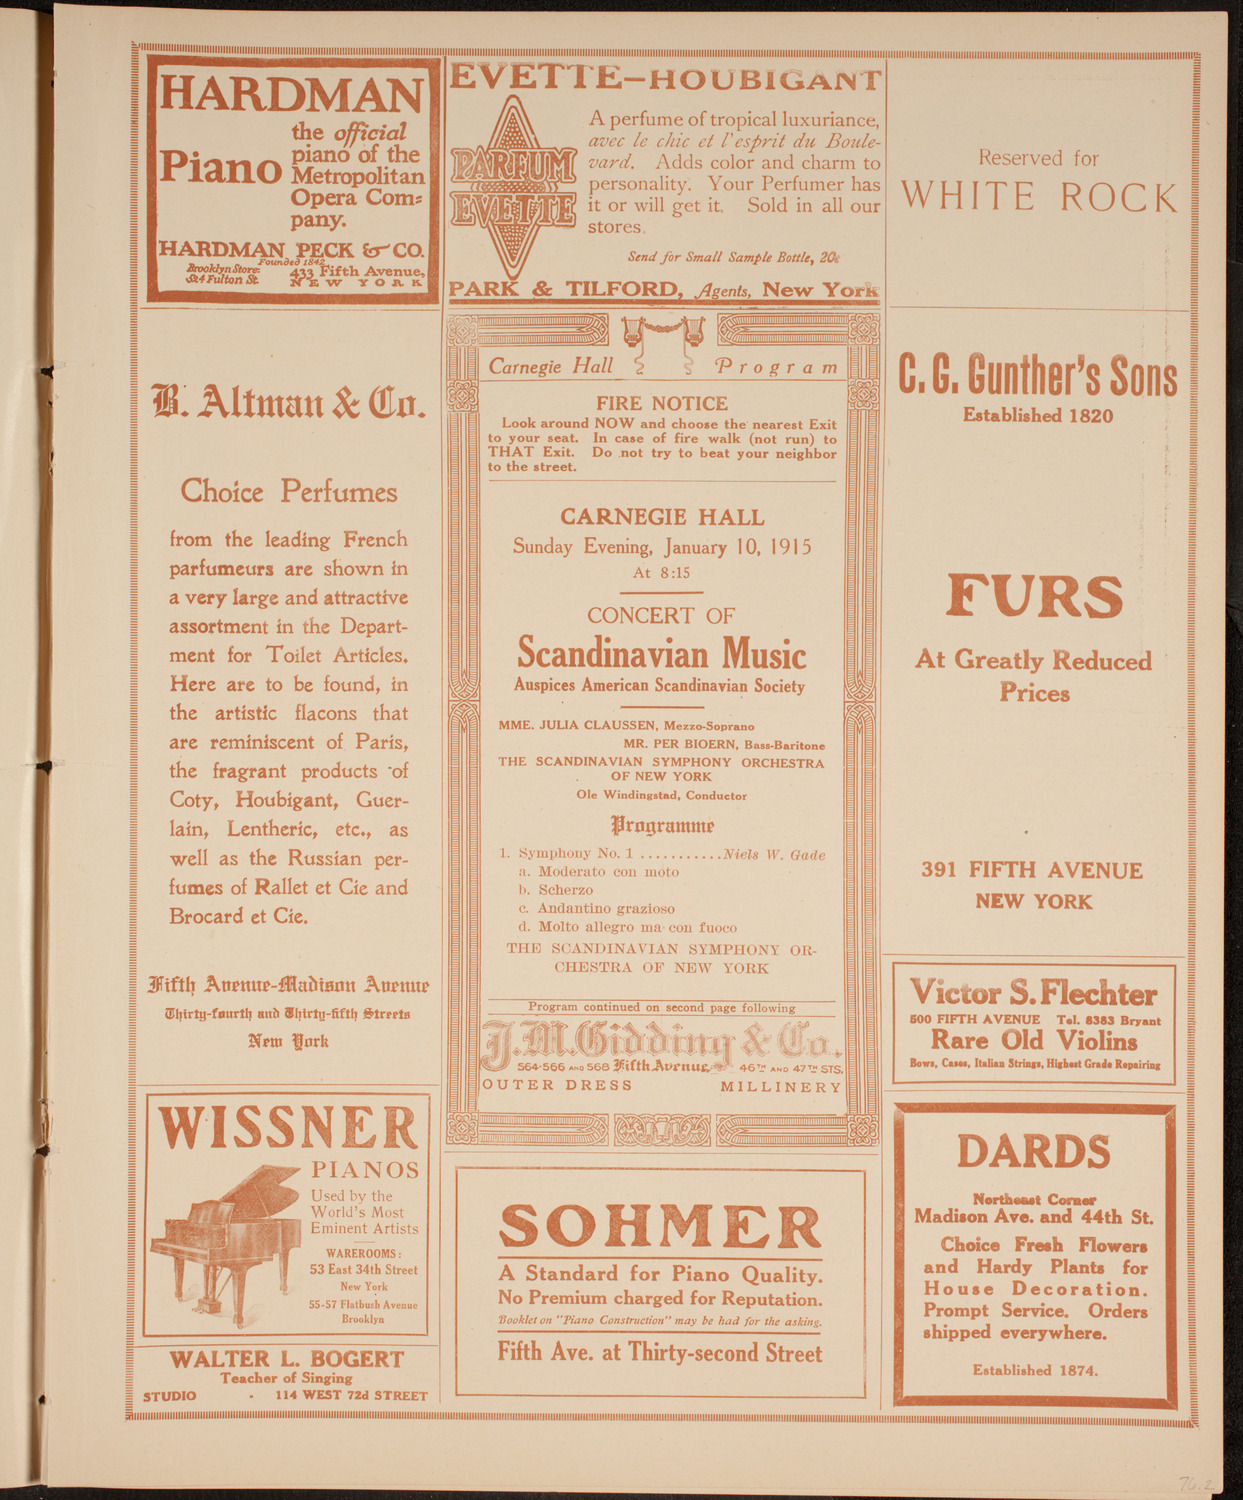 HARDMAN
Piano
the official
piano of the
Metropolitan
Opera Com=
pany.
HARDMAN, PECK & CO.
Founded 1842
Brooklyn Store:
524 Fulton St.
433 Fifth Avenue,
NEW YORK
EVETTE—HOUBIGANT
PARFUM
EVETTE
A perfume of tropical luxuriance,
avec le chic et l'esprit du Boule-
vard. Adds color and charm to
personality. Your Perfumer has
it or will get it. Sold in all our
stores.
Send for Small Sample Bottle, 20c
PARK & TILFORD, Agents, New York
Reserved for
WHITE ROCK
B. Altman & Co.
Choice Perfumes
from the leading French
parfumeurs are shown in
a very large and attractive
assortment in the Depart-
ment for Toilet Articles.
Here are to be found, in
the artistic flacons that
are reminiscent of Paris,
the fragrant products of
Coty, Houbigant, Guer-
lain, Lentheric, etc., as
well as the Russian per-
fumes of Rallet et Cie and
Brocard et Cie.
Fifth Avenue-Madison Avenue
Thirty-fourth and Thirty-fifth Streets
New York
Carnegie Hall Program
FIRE NOTICE
Look around NOW and choose the nearest Exit
to your seat. In case of fire walk (not run) to
THAT Exit. Do not try to beat your neighbor
to the street.
CARNEGIE HALL
Sunday Evening, January 10, 1915
At 8:15
CONCERT OF
Scandinavian Music
Auspices American Scandinavian Society
MME. JULIA CLAUSSEN, Mezzo-Soprano
MR. PER BIOERN, Bass-Baritone
THE SCANDINAVIAN SYMPHONY ORCHESTRA
OF NEW YORK
Ole Windingstad, Conductor
Programme
1. Symphony No. 1 ...........Niels W. Gade
a. Moderato con moto
b. Scherzo
c. Andantino grazioso
d. Molto allegro ma con fuoco
THE SCANDINAVIAN SYMPHONY OR-
CHESTRA OF NEW YORK
Program continued on second page following
J.M. Gidding & Co.
564-566 AND 568 Fifth Avenue 46TH AND 47TH STS.
OUTER DRESS MILLINERY
C. G. Gunther's Sons
Established 1820
FURS
At Greatly Reduced
Prices
391 FIFTH AVENUE
NEW YORK
Victor S. Flechter
500 FIFTH AVENUE Tel. 8383 Bryant
Rare Old Violins
Bows, Cases, Italian Strings, Highest Grade Repairing
WISSNER
PIANOS
Used by the
World's Most
Eminent Artists
WAREROOMS:
53 East 34th Street
New York
55-57 Flatbush Avenue
Brooklyn
WALTER L. BOGERT
Teacher of Singing
STUDIO - 114 WEST 72d STREET
SOHMER
A Standard for Piano Quality.
No Premium charged for Reputation.
Booklet on "Piano Construction" may be had for the asking.
Fifth Ave. at Thirty-second Street
DARDS
Northeast Corner
Madison Ave. and 44th St.
Choice Fresh Flowers
and Hardy Plants for
House Decoration.
Prompt Service. Orders
shipped everywhere.
Established 1874.
76.2